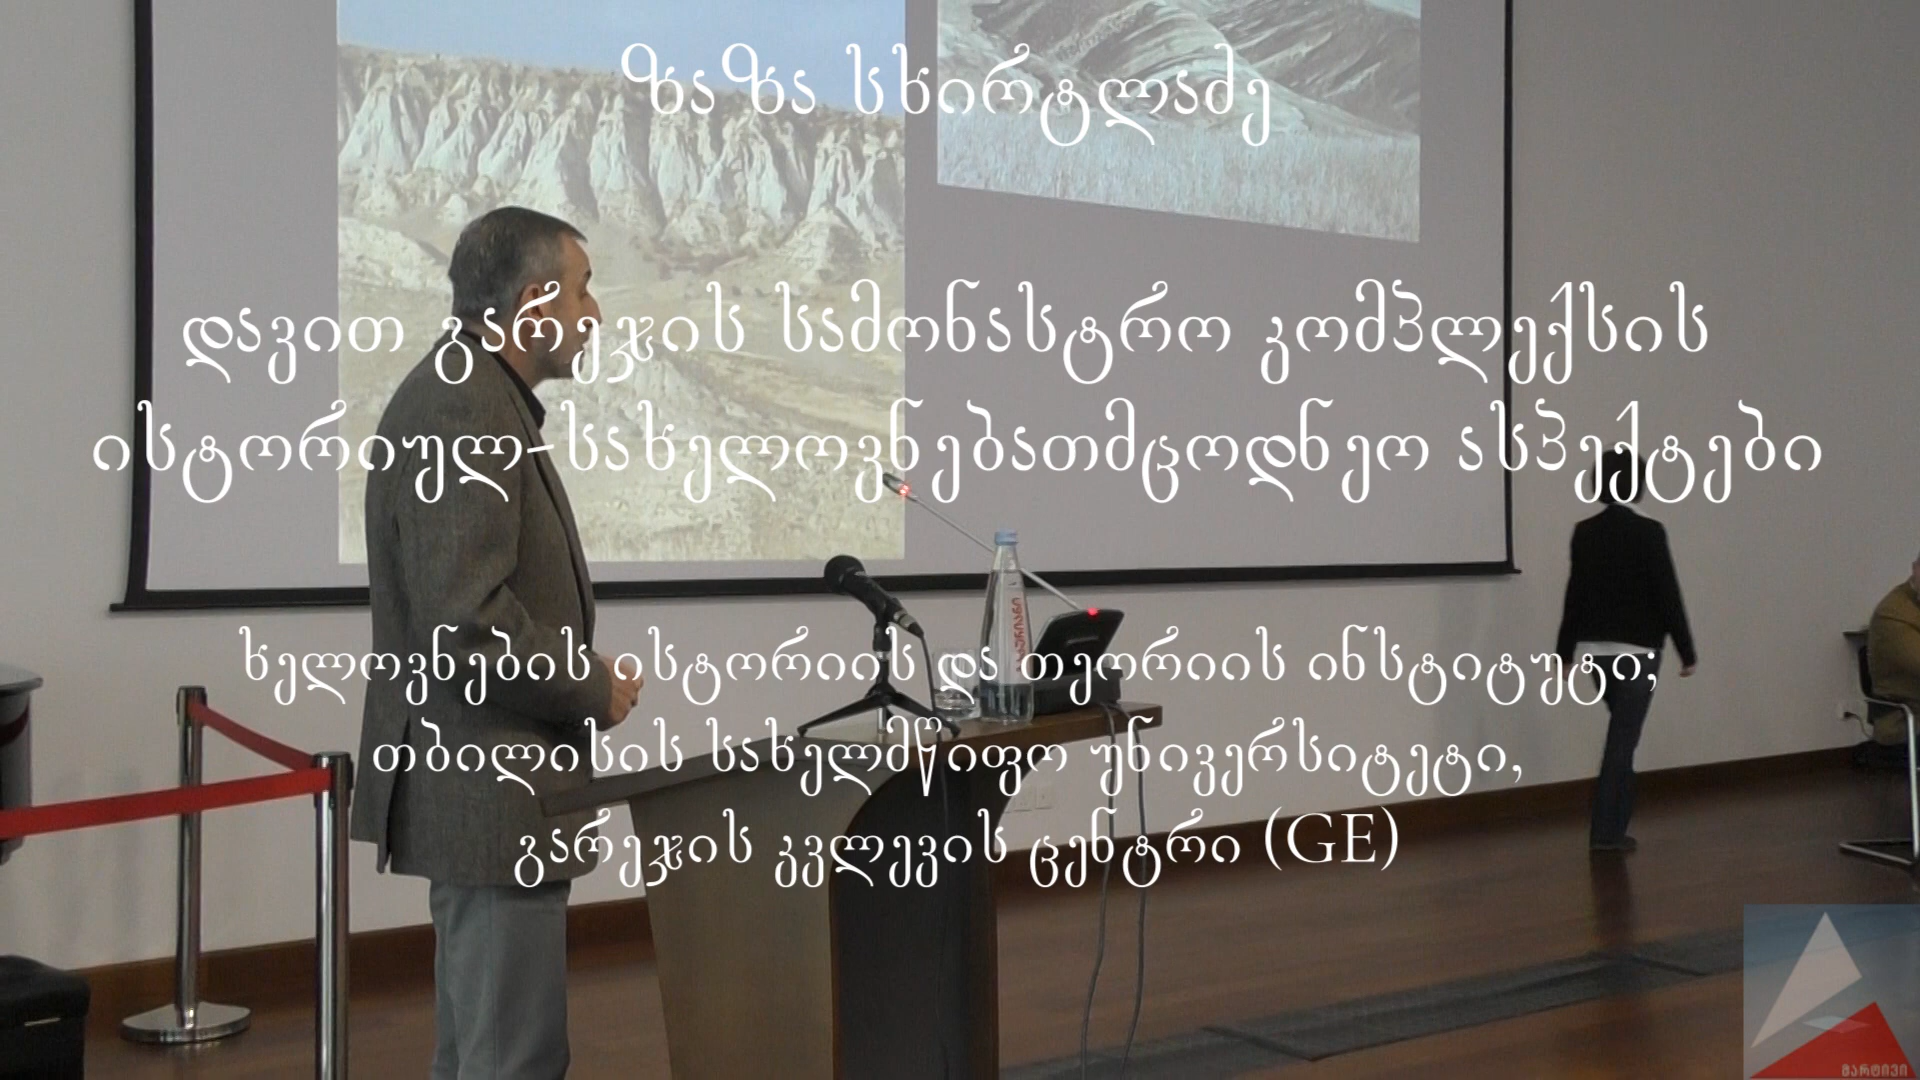 ზაზა სხირტლაძე
დავით გარეჯის სამონასტრო კომპლექსის
ისტორიულ-სახელოვნებათმცოდნეო ასპექტები
ხელოვნების ისტორიის და თეორიის ინსტიტუტი;
თბილისის სახელმწიფო უნივერსიტეტი,
გარეჯის კვლევის ცენტრი (GE)
მარტივი